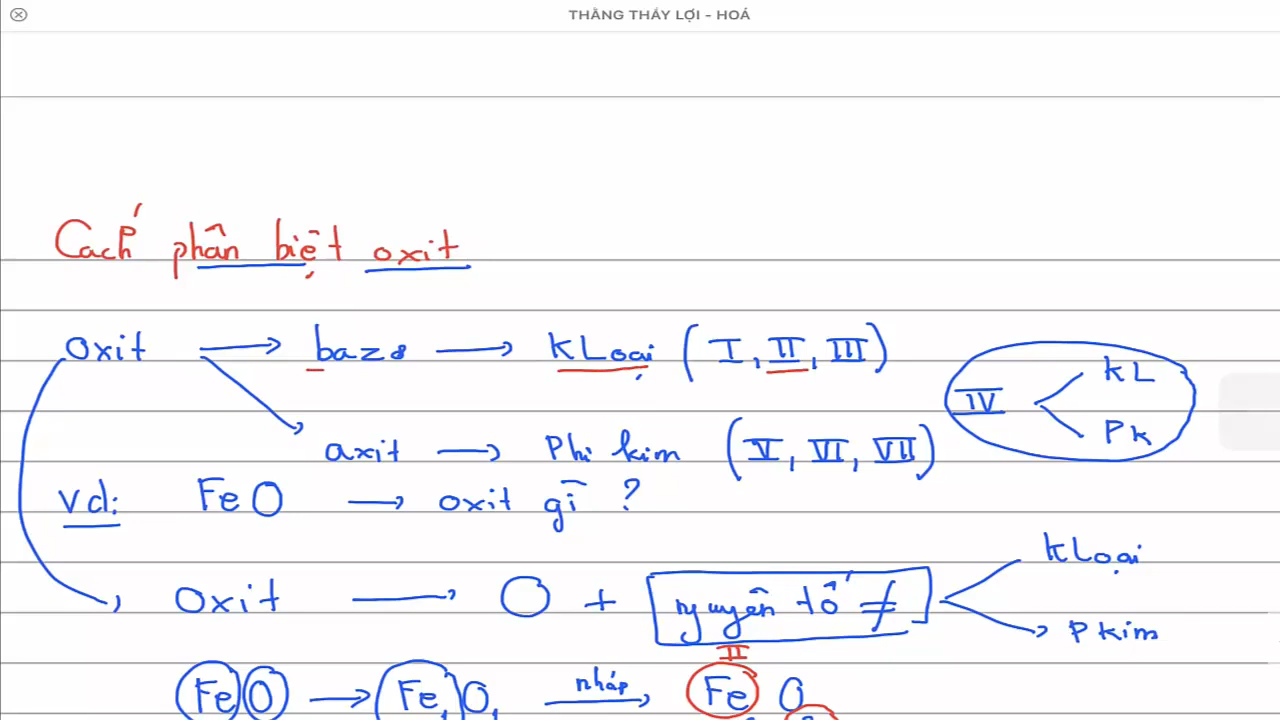 THẰNG THẦY LỢI - HOÁ
Cách phân biệt oxit
oxit → bazơ → kLoại (I, II, III)
IV kL
Pk
axit → Phi kim (V, VI, VII)
Vd: FeO → oxit gì ?
kLoại
Oxit → O + nguyên tố ≠
Pkim
II
FeO → Fe₁O₁ nháp → Fe O